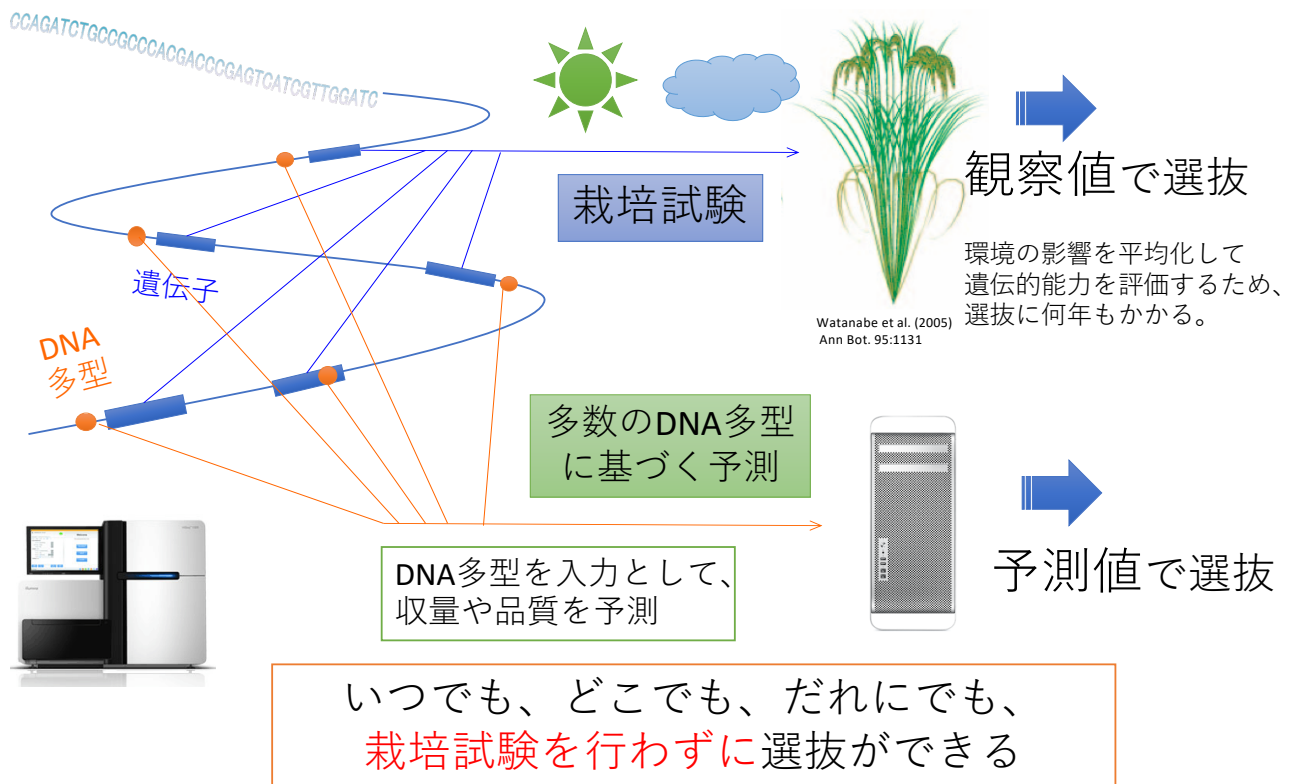 CCAGATCTGCCGCCCACGACCCGAGTCATCGTTGGATC
栽培試験
観察値で選抜
環境の影響を平均化して
遺伝的能力を評価するため、
選抜に何年もかかる。
Watanabe et al. (2005)
Ann Bot. 95:1131
遺伝子
DNA
多型
多数のDNA多型
に基づく予測
DNA多型を入力として、
収量や品質を予測
予測値で選抜
いつでも、どこでも、だれにでも、
栽培試験を行わずに選抜ができる